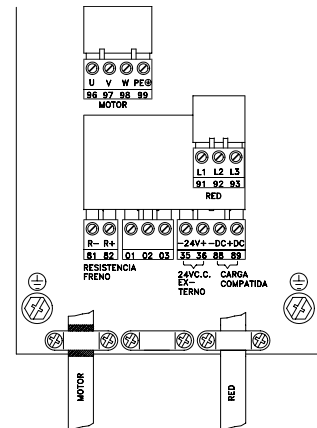 U V W PE
96 97 98 99
MOTOR
L1 L2 L3
91 92 93
RED
R- R+
81 82
RESISTENCIA
FRENO
01 02 03
-24V+ -DC+DC
35 36 88 89
24VC.C.
EX-
TERNO
CARGA
COMPATIDA
MOTOR
RED